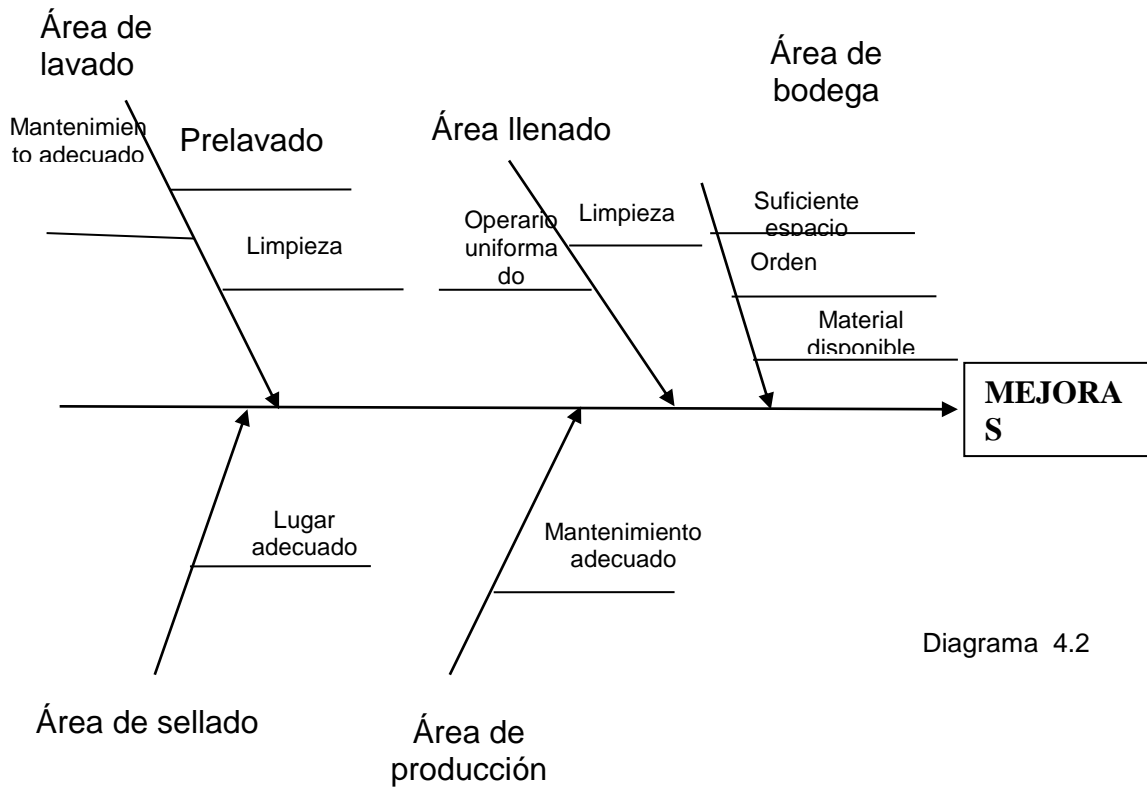 Área de
lavado
Área de
bodega
Mantenimien
to adecuado
Prelavado
Área llenado
Suficiente
espacio
Operario
uniforma
do
Limpieza
Limpieza
Orden
Material
disponible
MEJORA
S
Lugar
adecuado
Mantenimiento
adecuado
Diagrama 4.2
Área de sellado
Área de
producción